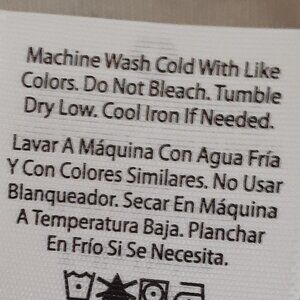 Machine Wash Cold With Like
Colors. Do Not Bleach. Tumble
Dry Low. Cool Iron If Needed.
Lavar A Máquina Con Agua Fría
Y Con Colores Similares. No Usar
Blanqueador. Secar En Máquina
A Temperatura Baja. Planchar
En Frío Si Se Necesita.